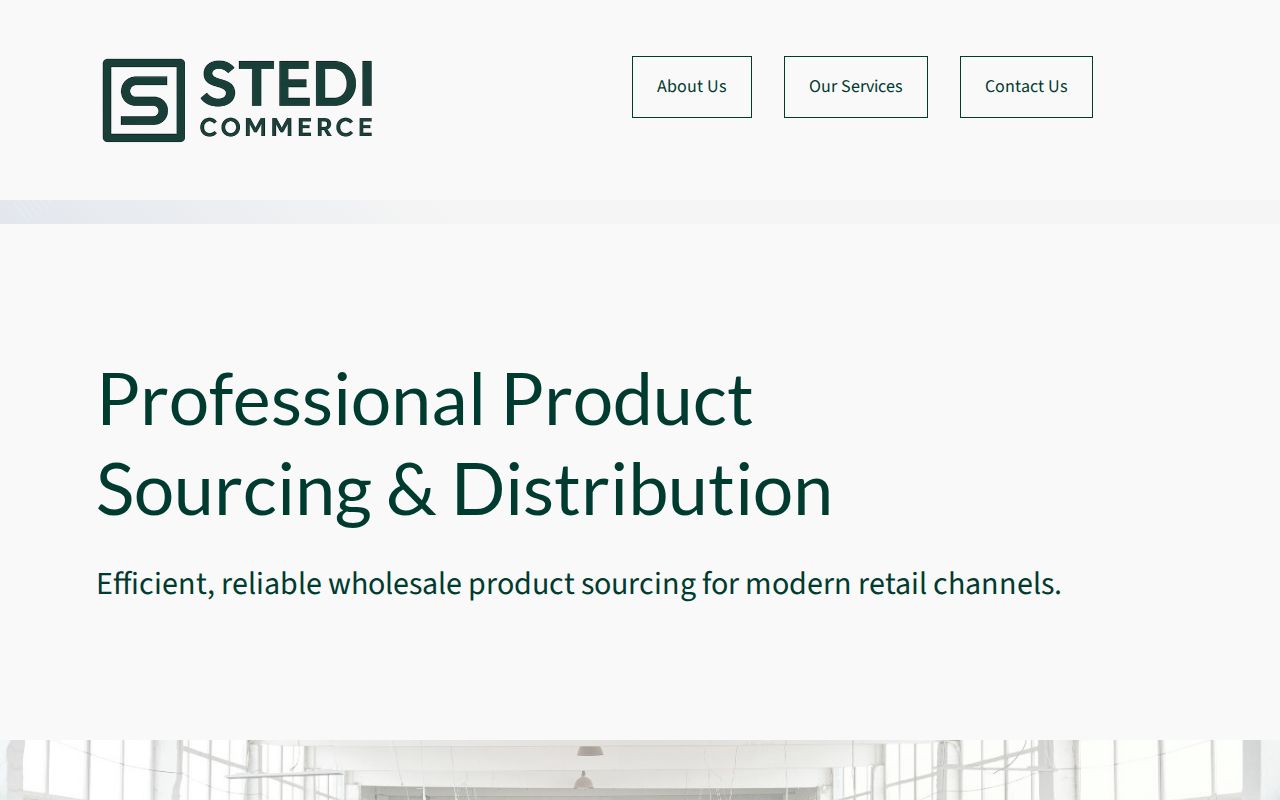 STEDI
COMMERCE
About Us
Our Services
Contact Us
Professional Product
Sourcing & Distribution
Efficient, reliable wholesale product sourcing for modern retail channels.